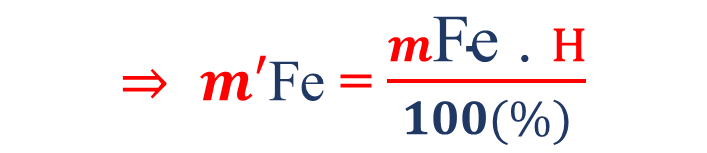 ⇒ m′Fe = mFe . H / 100(%)